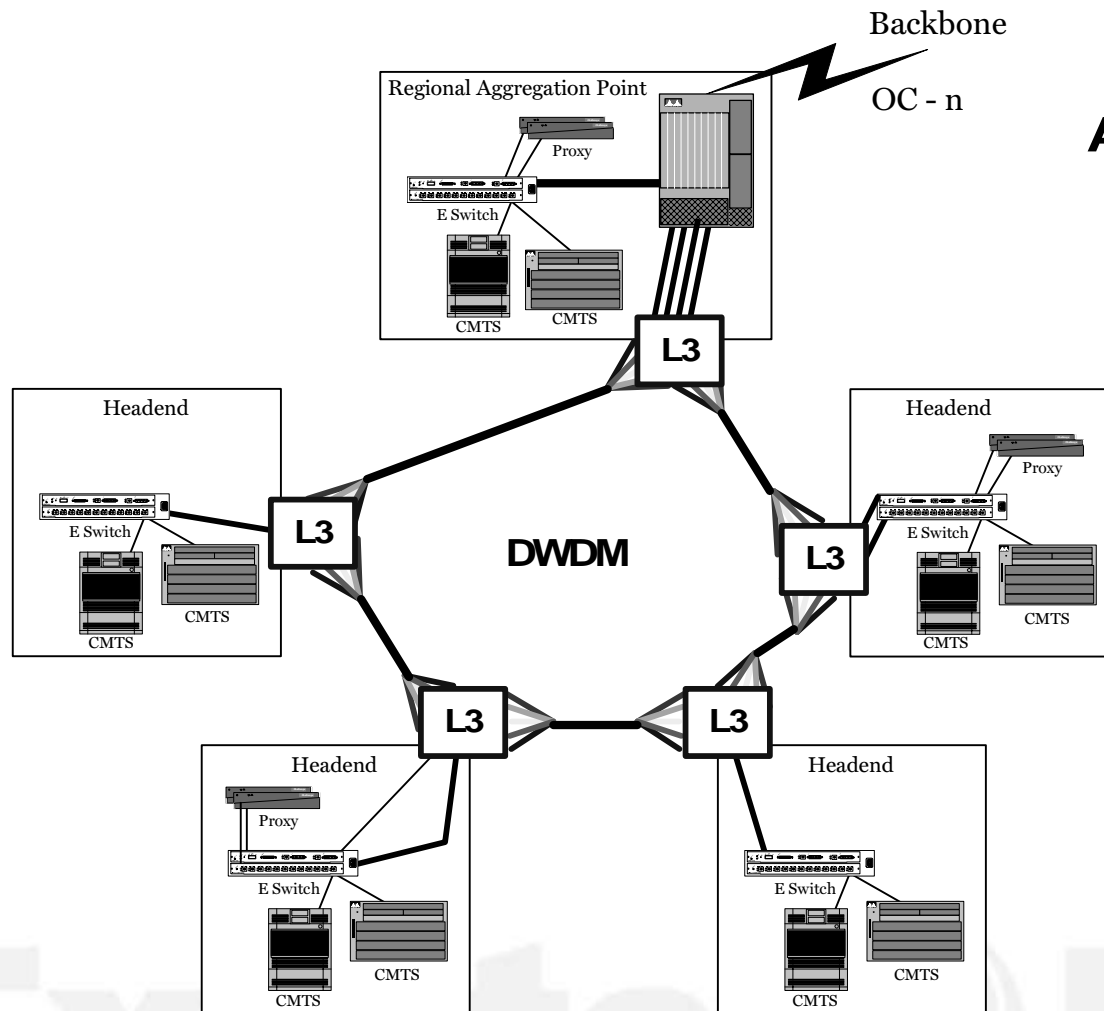 Backbone
OC - n
A
Regional Aggregation Point
Proxy
E Switch
CMTS
CMTS
L3
Headend
E Switch
CMTS
CMTS
L3
DWDM
Headend
Proxy
E Switch
CMTS
CMTS
L3
L3
L3
Headend
Proxy
E Switch
CMTS
CMTS
Headend
E Switch
CMTS
CMTS